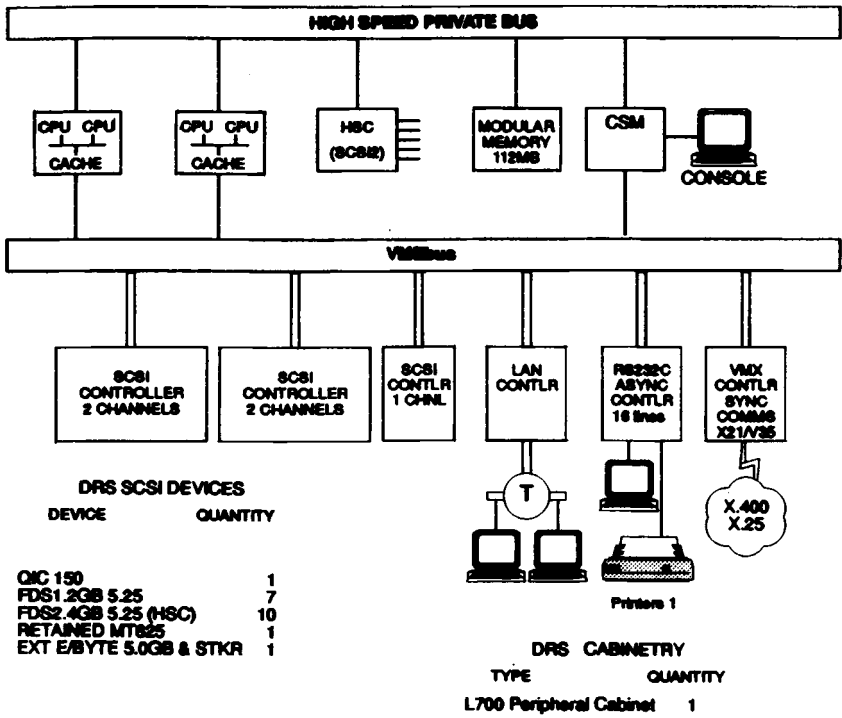 HIGH SPEED PRIVATE BUS
CPU CPU
CACHE
CPU CPU
CACHE
HSC
(SCSI2)
MODULAR
MEMORY
112MB
CSM
CONSOLE
VMEbus
SCSI
CONTROLLER
2 CHANNELS
SCSI
CONTROLLER
2 CHANNELS
SCSI
CONTLR
1 CHNL
LAN
CONTLR
RS232C
ASYNC
CONTLR
16 lines
VMX
CONTLR
SYNC
COMMS
X21/V35
T
X.400
X.25
Printers 1
DRS SCSI DEVICES
DEVICE QUANTITY
QIC 150 1
FDS1.2GB 5.25 7
FDS2.4GB 5.25 (HSC) 10
RETAINED MT625 1
EXT E/BYTE 5.0GB & STKR 1
DRS CABINETRY
TYPE QUANTITY
L700 Peripheral Cabinet 1